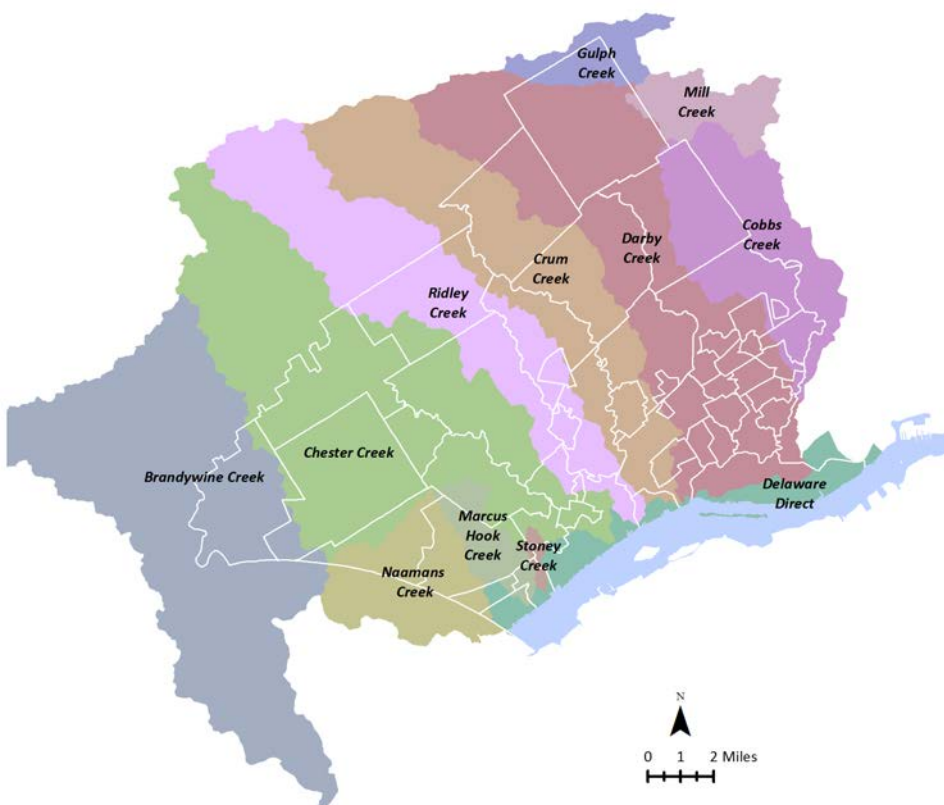 Gulph
Creek
Mill
Creek
Cobbs
Creek
Darby
Creek
Crum
Creek
Ridley
Creek
Chester Creek
Brandywine Creek
Delaware
Direct
Marcus
Hook
Creek
Stoney
Creek
Naamans
Creek
N
0 1 2 Miles